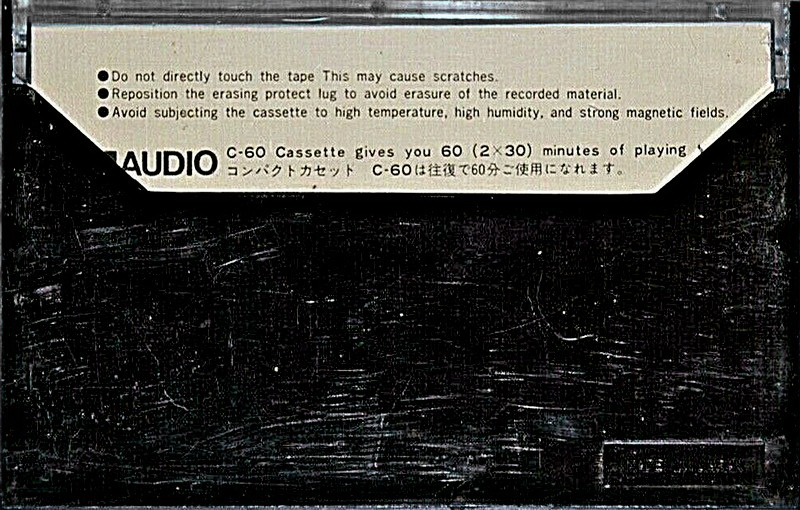 ●Do not directly touch the tape This may cause scratches.
●Reposition the erasing protect lug to avoid erasure of the recorded material.
●Avoid subjecting the cassette to high temperature, high humidity, and strong magnetic fields.
AUDIO
C-60 Cassette gives you 60 (2×30) minutes of playing
コンパクトカセット C-60は往復で60分ご使用になれます。